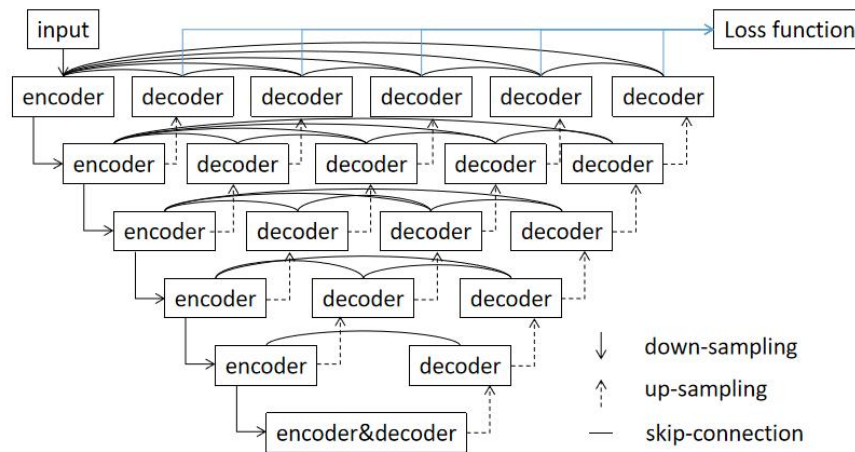 input
Loss function
encoder decoder decoder decoder decoder decoder
encoder decoder decoder decoder decoder
encoder decoder decoder decoder
encoder decoder decoder
encoder decoder
encoder&decoder
down-sampling
up-sampling
skip-connection